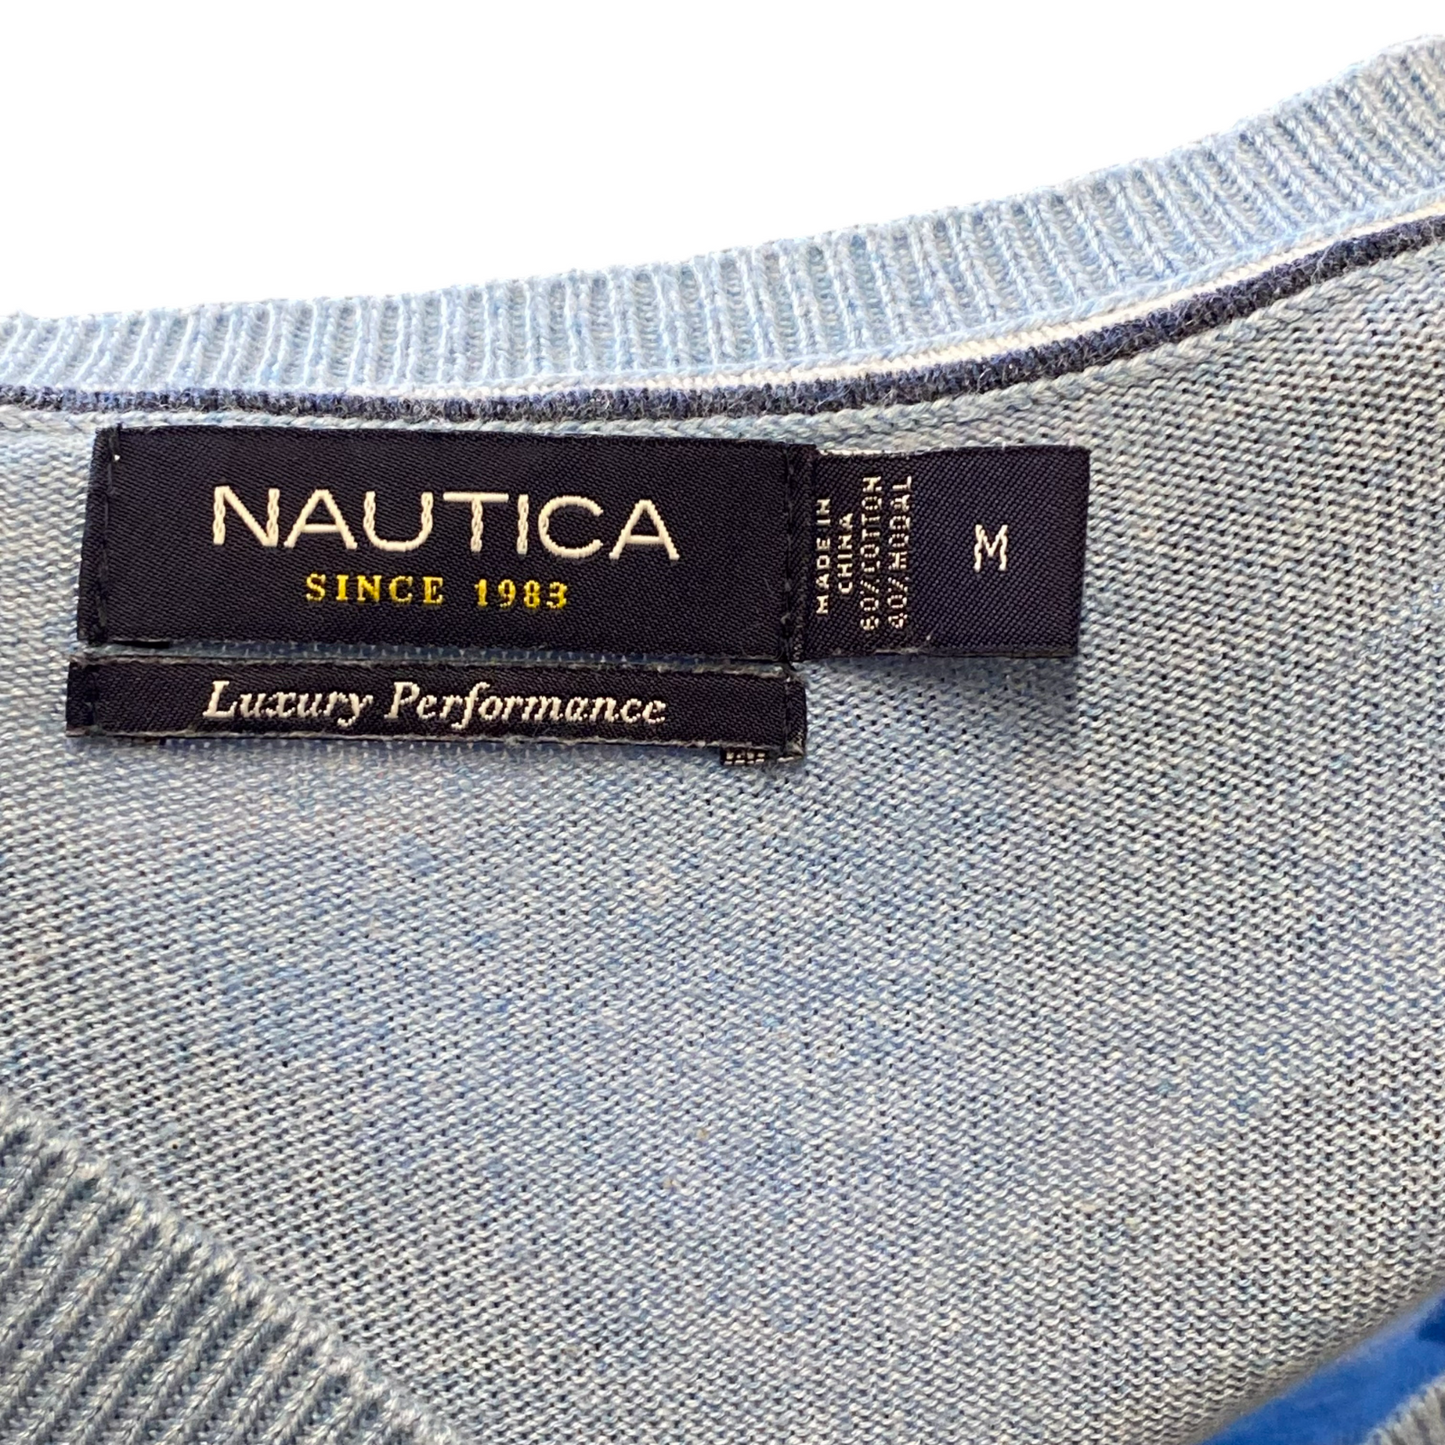 NAUTICA
SINCE 1983
Luxury Performance
MADE IN
CHINA
60%COTTON
40%MODAL
M